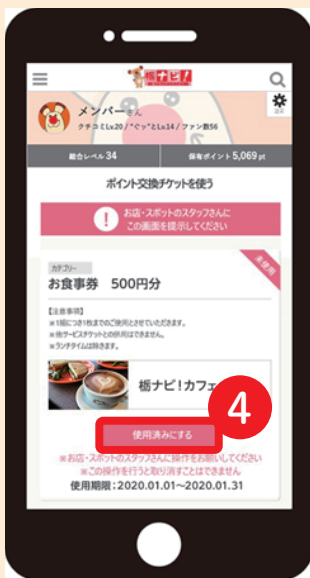 栃ナビ!
メンバーさん
設定
クチコミLv.20/"ぐッ"とLv.14/ファン数56
総合レベル 34
保有ポイント 5,069 pt
ポイント交換チケットを使う
!
お店・スポットのスタッフさんに
この画面を提示してください
未使用
カテゴリー
お食事券 500円分
【注意事項】
※1組につき1枚までのご使用とさせていただきます。
※他サービスチケットとの併用はできません。
※ランチタイムは除きます。
栃ナビ!カフェ
4
使用済みにする
※お店・スポットのスタッフさんに操作をお願いしてください
※この操作を行うと取り消すことはできません
使用期限:2020.01.01~2020.01.31